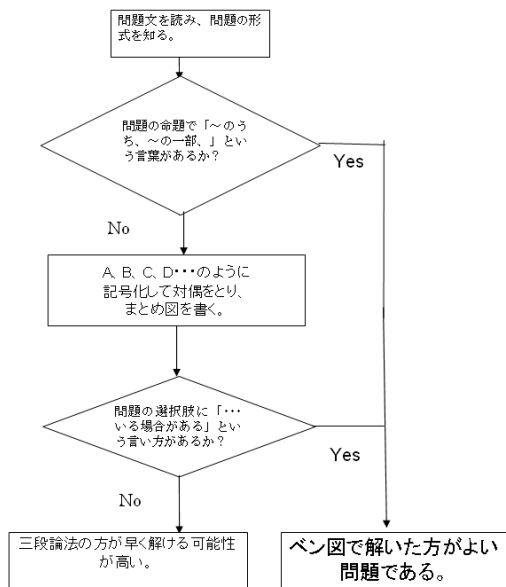 問題文を読み、問題の形
式を知る。
問題の命題で「～のう
ち、～の一部、」とい
う言葉があるか？
Yes
No
A、B、C、D・・・のように
記号化して対偶をとり、
まとめ図を書く。
問題の選択肢に「・・・
いる場合がある」とい
う言い方があるか？
Yes
No
三段論法の方が早く解ける可能性
が高い。
ベン図で解いた方がよい
問題である。